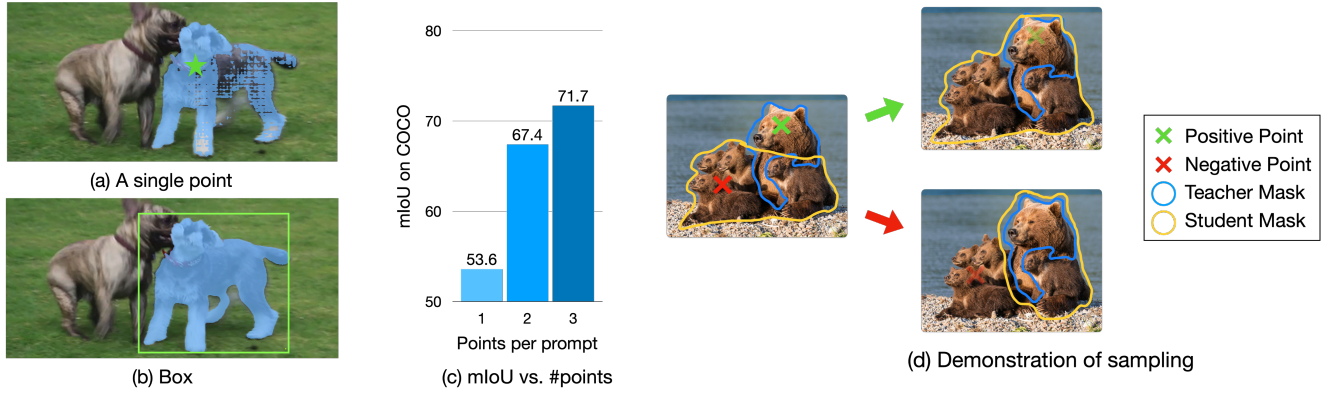 (a) A single point
(b) Box
80
70
60
50
mIoU on COCO
53.6
67.4
71.7
1 2 3
Points per prompt
(c) mIoU vs. #points
(d) Demonstration of sampling
Positive Point
Negative Point
Teacher Mask
Student Mask